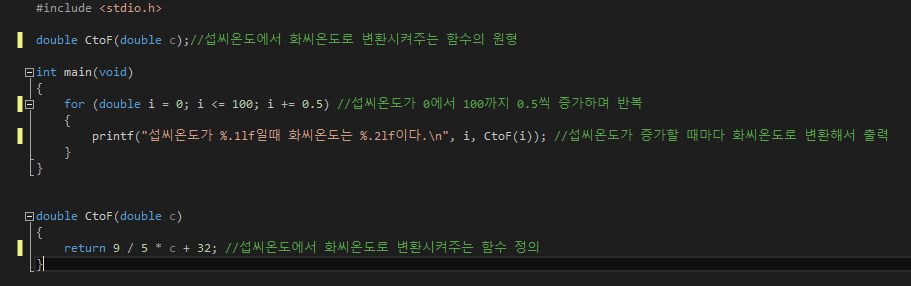 #include <stdio.h>
double CtoF(double c);//섭씨온도에서 화씨온도로 변환시켜주는 함수의 원형
int main(void)
{
for (double i = 0; i <= 100; i += 0.5) //섭씨온도가 0에서 100까지 0.5씩 증가하며 반복
{
printf("섭씨온도가 %.1lf일때 화씨온도는 %.2lf이다.\n", i, CtoF(i)); //섭씨온도가 증가할 때마다 화씨온도로 변환해서 출력
}
}
double CtoF(double c)
{
return 9 / 5 * c + 32; //섭씨온도에서 화씨온도로 변환시켜주는 함수 정의
}